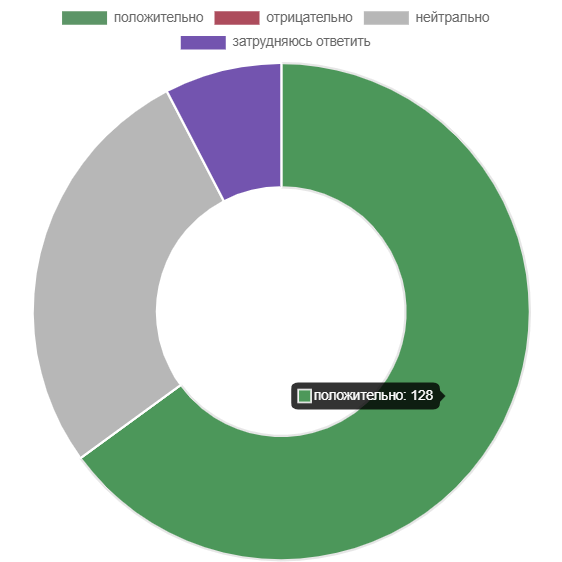 положительно отрицательно нейтрально
затрудняюсь ответить
положительно: 128